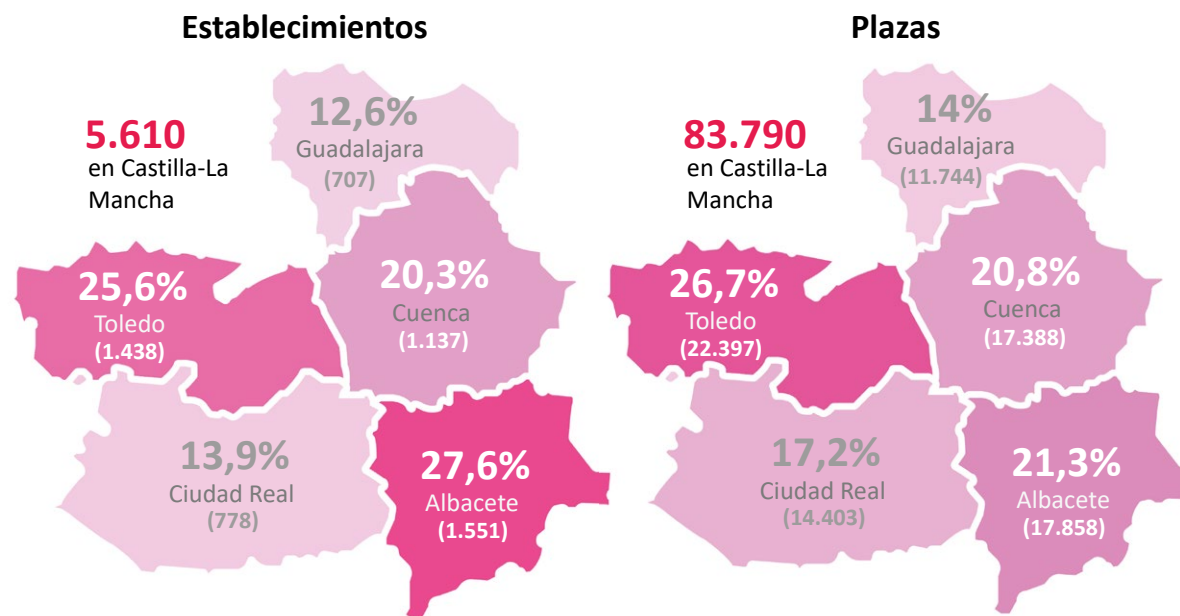 Establecimientos
5.610
en Castilla-La
Mancha
12,6%
Guadalajara
(707)
25,6%
Toledo
(1.438)
20,3%
Cuenca
(1.137)
13,9%
Ciudad Real
(778)
27,6%
Albacete
(1.551)
Plazas
83.790
en Castilla-La
Mancha
14%
Guadalajara
(11.744)
26,7%
Toledo
(22.397)
20,8%
Cuenca
(17.388)
17,2%
Ciudad Real
(14.403)
21,3%
Albacete
(17.858)